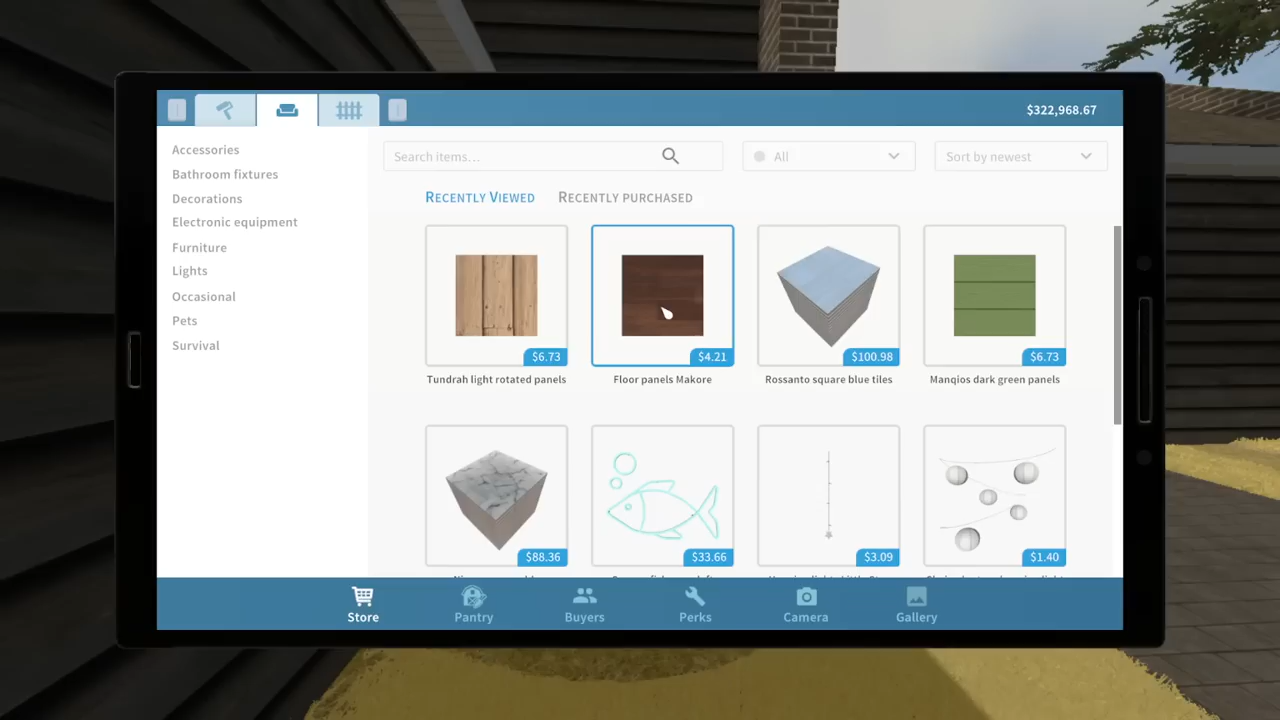 $322,968.67
Accessories
Bathroom fixtures
Decorations
Electronic equipment
Furniture
Lights
Occasional
Pets
Survival
Search items...
All
Sort by newest
RECENTLY VIEWED
RECENTLY PURCHASED
$6.73
Tundrah light rotated panels
$4.21
Floor panels Makore
$100.98
Rossanto square blue tiles
$6.73
Manqios dark green panels
$88.36
$33.66
$3.09
$1.40
Store
Pantry
Buyers
Perks
Camera
Gallery